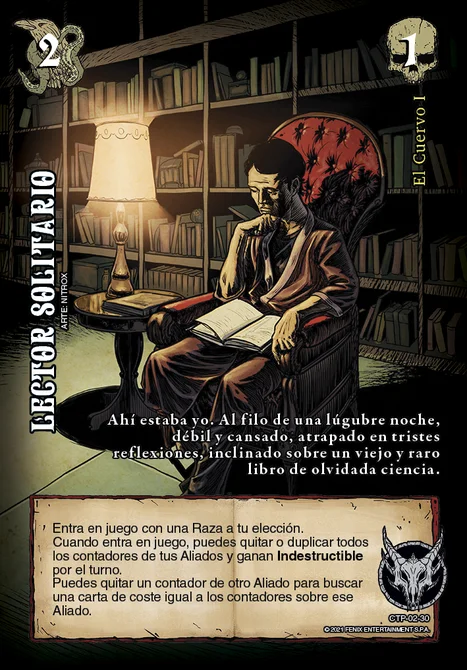 2
1
El Cuervo I
LECTOR SOLITARIO
ARTE: NITROX
Ahí estaba yo. Al filo de una lúgubre noche,
débil y cansado, atrapado en tristes
reflexiones, inclinado sobre un viejo y raro
libro de olvidada ciencia.
Entra en juego con una Raza a tu elección.
Cuando entra en juego, puedes quitar o duplicar todos
los contadores de tus Aliados y ganan Indestructible
por el turno.
Puedes quitar un contador de otro Aliado para buscar
una carta de coste igual a los contadores sobre ese
Aliado.
CTP-02-30
© 2021 FENIX ENTERTAINMENT S.P.A.